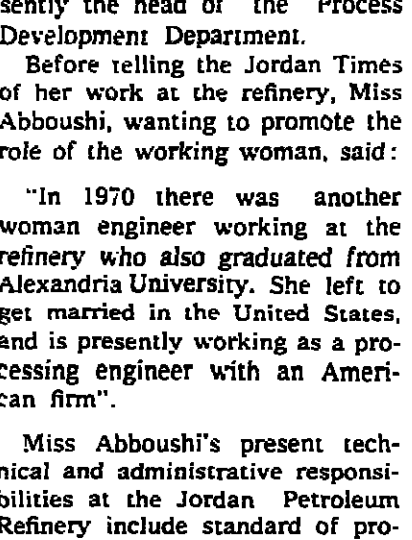 sently the head of the Process
Development Department.
Before telling the Jordan Times
of her work at the refinery, Miss
Abboushi, wanting to promote the
role of the working woman, said:
"In 1970 there was another
woman engineer working at the
refinery who also graduated from
Alexandria University. She left to
get married in the United States,
and is presently working as a pro-
cessing engineer with an Ameri-
can firm".
Miss Abboushi's present tech-
nical and administrative responsi-
bilities at the Jordan Petroleum
Refinery include standard of pro-